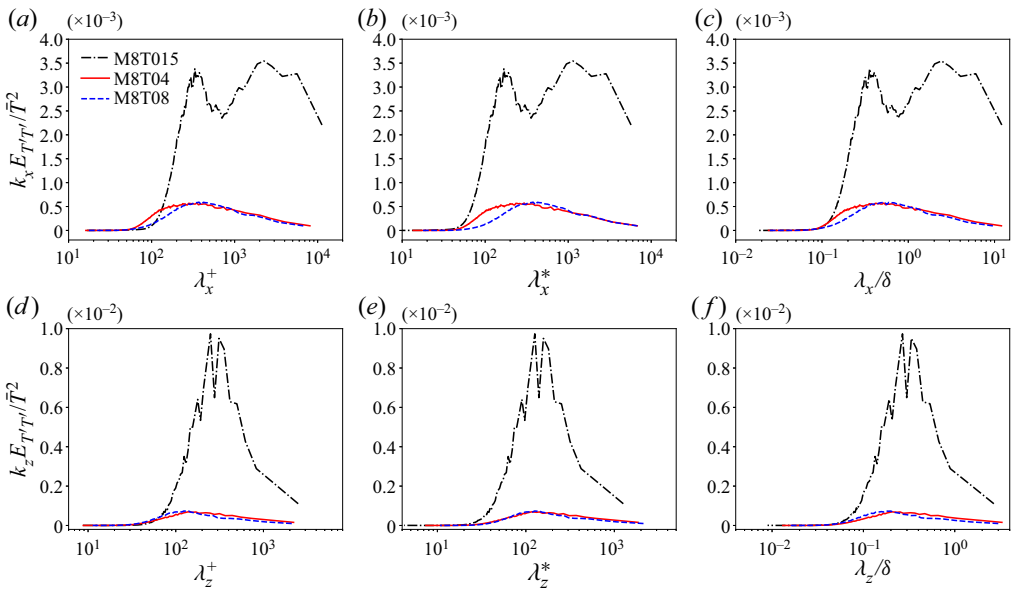 (a) (×10⁻³) (b) (×10⁻³) (c) (×10⁻³)
4.0 4.0 4.0
3.5 M8T015 3.5 3.5
3.0 M8T04 3.0 3.0
2.5 M8T08 2.5 2.5
2.0 2.0 2.0
1.5 1.5 1.5
1.0 1.0 1.0
0.5 0.5 0.5
0 0 0
k_x E_{T′T′}/T̄²
10¹ 10² 10³ 10⁴ 10¹ 10² 10³ 10⁴ 10⁻² 10⁻¹ 10⁰ 10¹
λ_x⁺ λ_x* λ_x/δ
(d) (×10⁻²) (e) (×10⁻²) (f) (×10⁻²)
1.0 1.0 1.0
0.8 0.8 0.8
0.6 0.6 0.6
0.4 0.4 0.4
0.2 0.2 0.2
0 0 0
k_z E_{T′T′}/T̄²
10¹ 10² 10³ 10¹ 10² 10³ 10⁻² 10⁻¹ 10⁰
λ_z⁺ λ_z* λ_z/δ